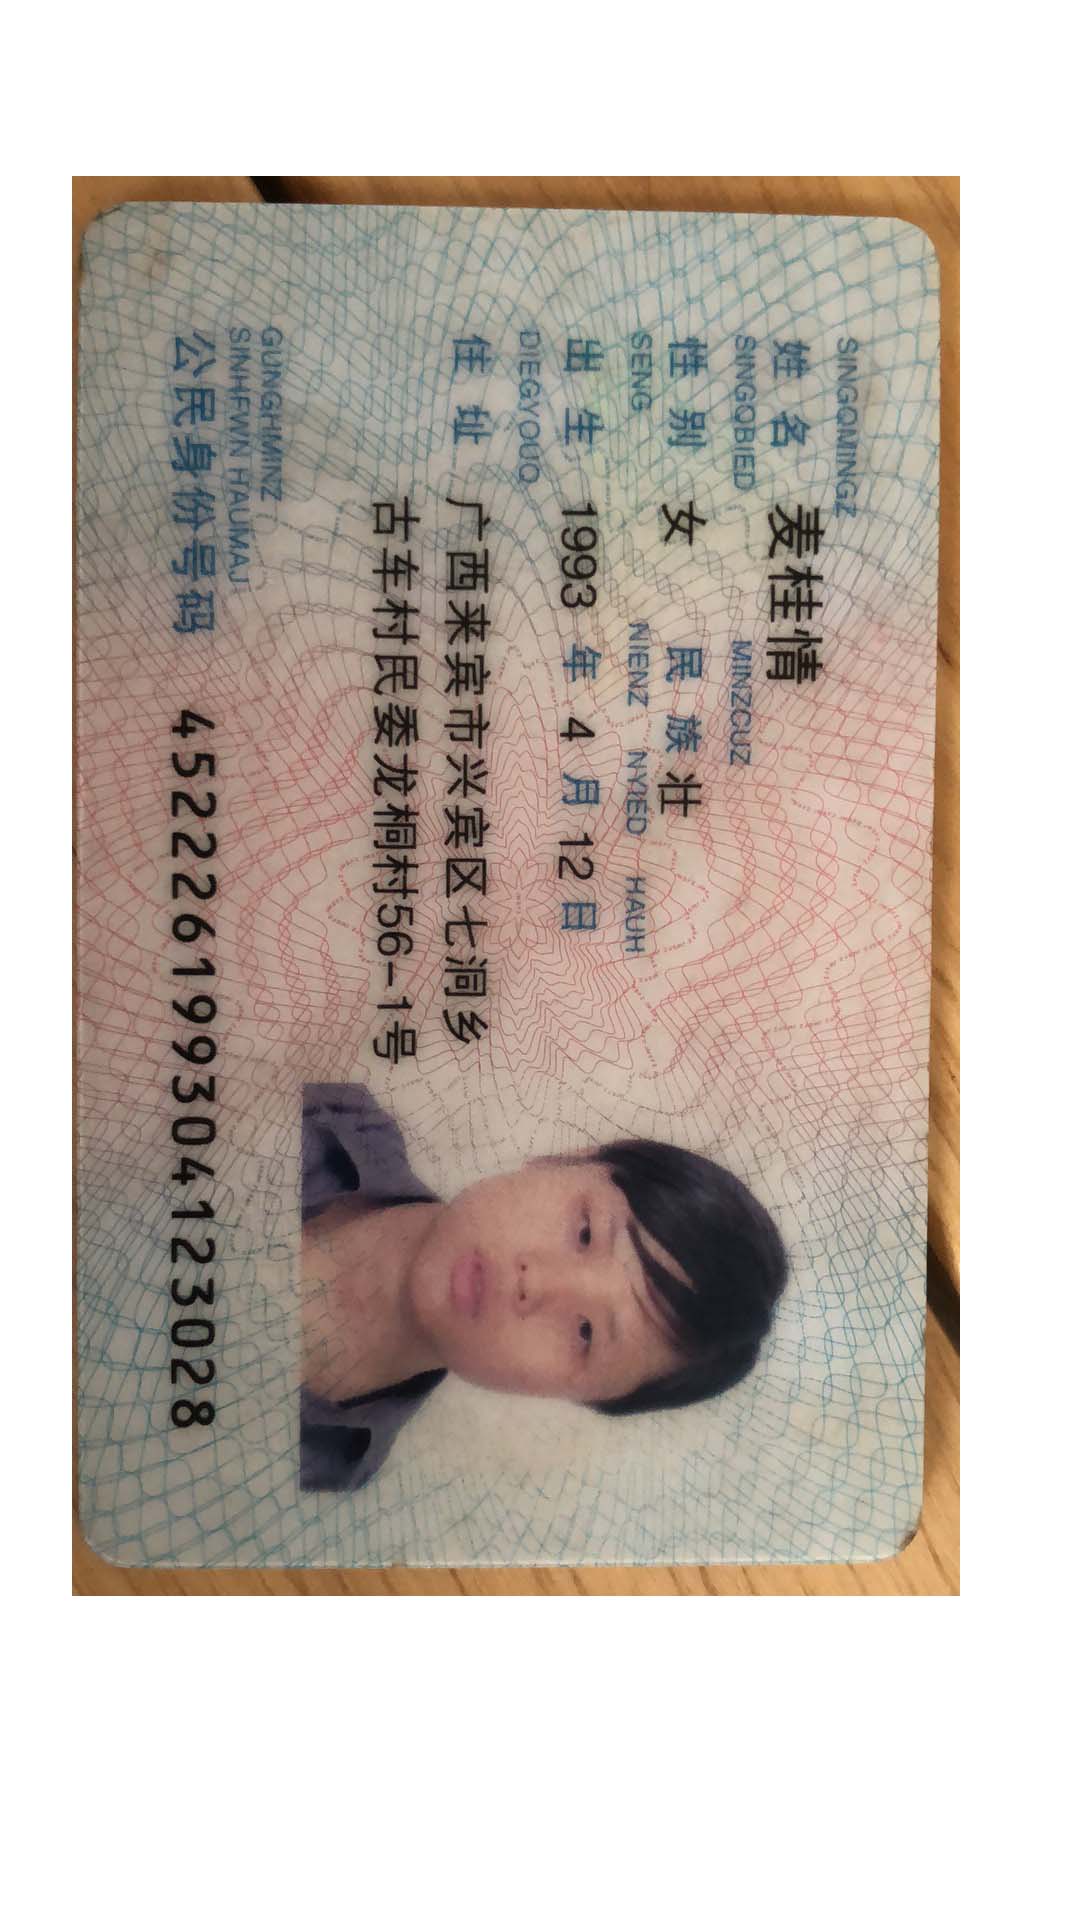 SINGQMINGZ
姓名 麦桂情
SINGQBIED MINZCUZ
性别 女 民族 壮
SENG NIENZ NYIED HAUH
出生 1993 年 4 月 12 日
DIEGYOUQ
住址 广西来宾市兴宾区七洞乡
古车村民委龙桐村56-1号
GUNGHMINZ
SINHFWN HAUMAJ
公民身份号码 452226199304123028